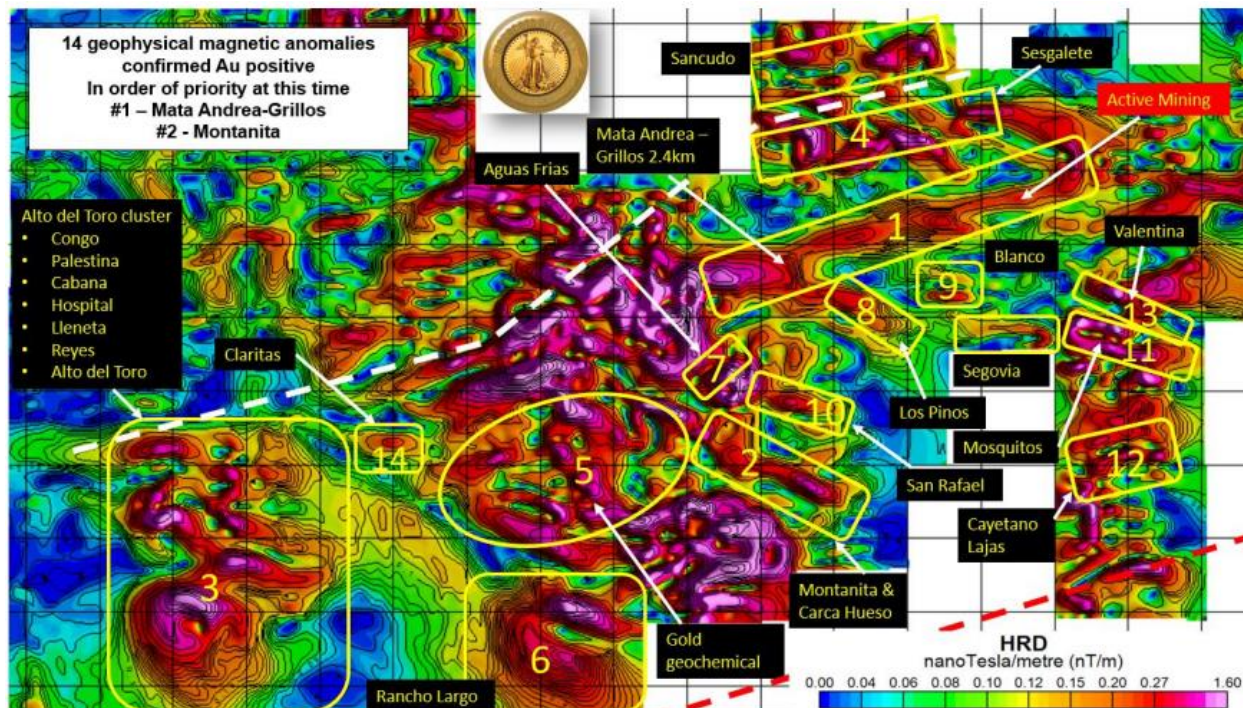 14 geophysical magnetic anomalies
confirmed Au positive
In order of priority at this time
#1 – Mata Andrea-Grillos
#2 - Montanita
Sancudo
Sesgalete
Active Mining
Mata Andrea –
Grillos 2.4km
Aguas Frias
4
1
Alto del Toro cluster
• Congo
• Palestina
• Cabana
• Hospital
• Lleneta
• Reyes
• Alto del Toro
Valentina
Blanco
9
8
13
11
Claritas
7
Segovia
Los Pinos
10
Mosquitos
14
5
2
12
San Rafael
Cayetano
Lajas
3
Montanita &
Carca Hueso
6
Gold
geochemical
Rancho Largo
HRD
nanoTesla/metre (nT/m)
0.00 0.04 0.06 0.08 0.10 0.12 0.15 0.20 0.27 1.60